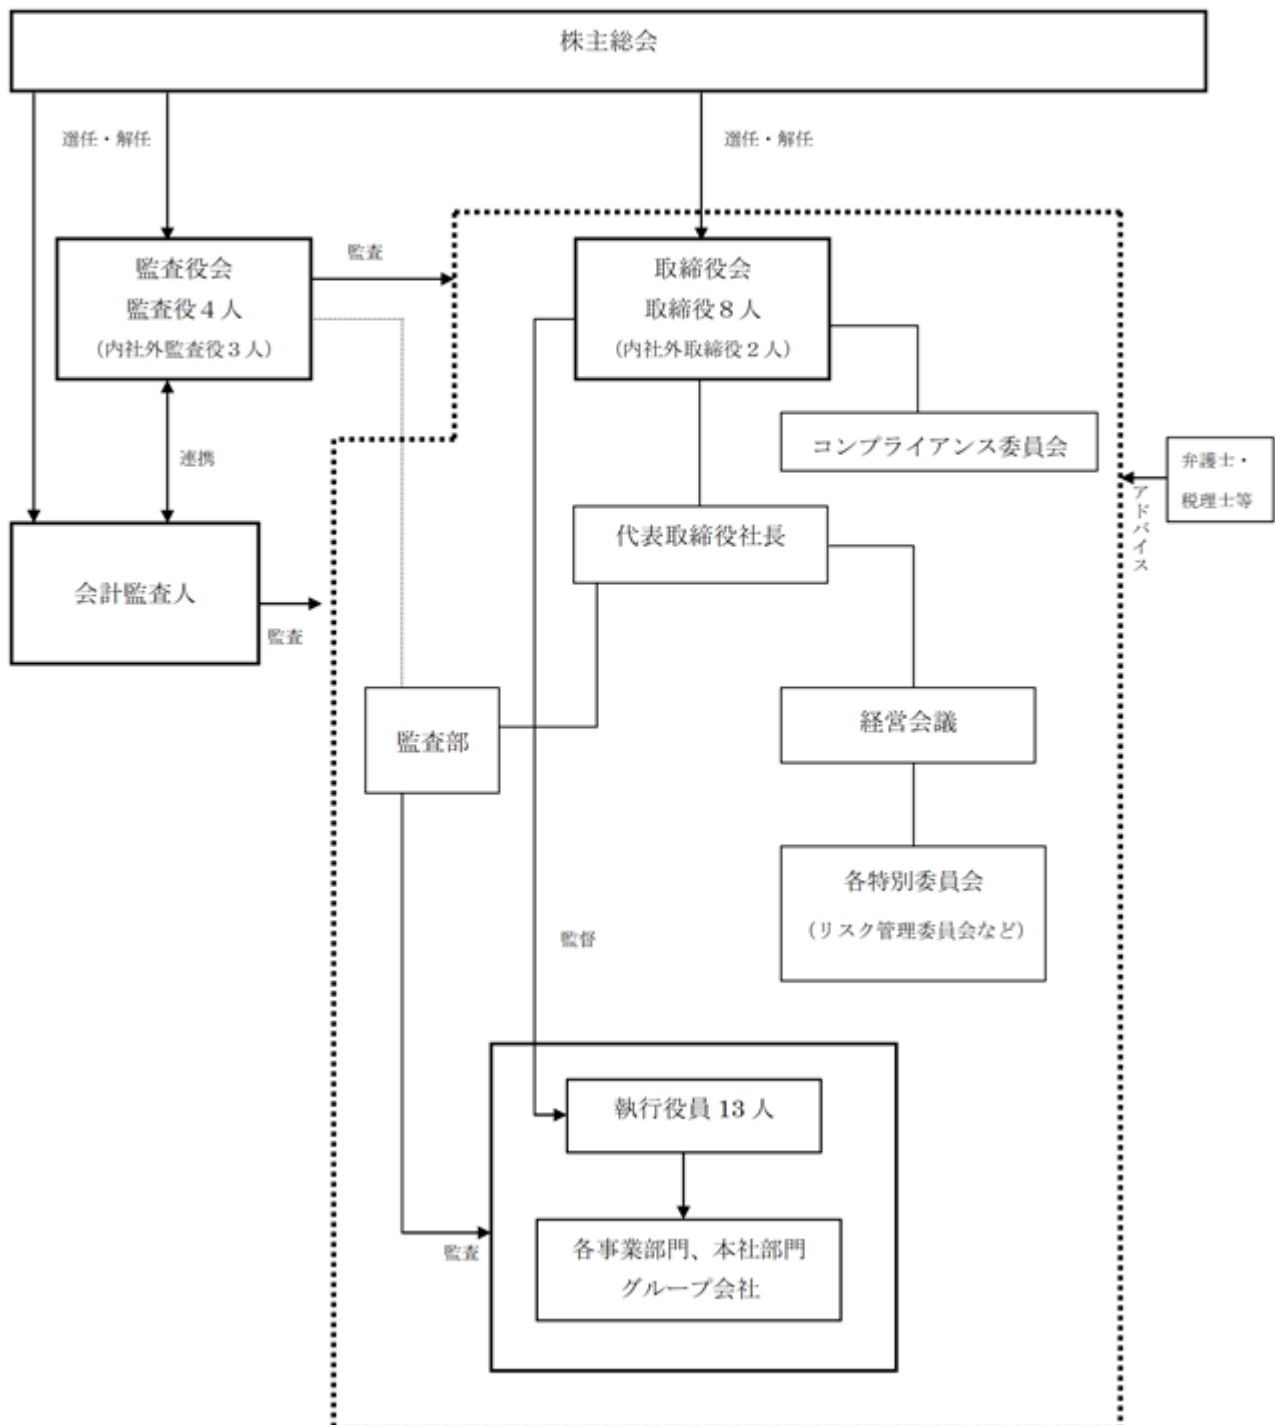 株主総会
選任・解任
選任・解任
監査役会
監査役４人
（内社外監査役３人）
監査
取締役会
取締役８人
（内社外取締役２人）
コンプライアンス委員会
連携
弁護士・
税理士等
アドバイス
代表取締役社長
会計監査人
監査
監査部
経営会議
各特別委員会
（リスク管理委員会など）
監督
執行役員 13 人
監査
各事業部門、本社部門
グループ会社